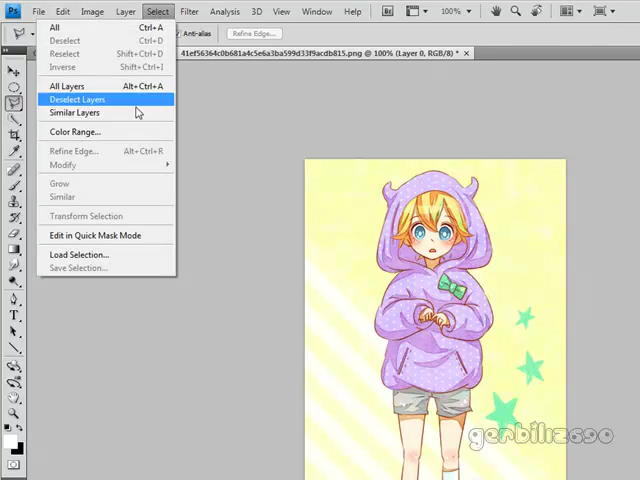 Ps File Edit Image Layer Select Filter Analysis 3D View Window Help Br 100%
Anti-alias Refine Edge...
41ef56364c0b681a4c5e6a3ba599d33f9dcdb815.png @ 100% (Layer 0, RGB/8) * ×
All Ctrl+A
Deselect Ctrl+D
Reselect Shift+Ctrl+D
Inverse Shift+Ctrl+I
All Layers Alt+Ctrl+A
Deselect Layers
Similar Layers
Color Range...
Refine Edge... Alt+Ctrl+R
Modify
Grow
Similar
Transform Selection
Edit in Quick Mask Mode
Load Selection...
Save Selection...
gerbil12690